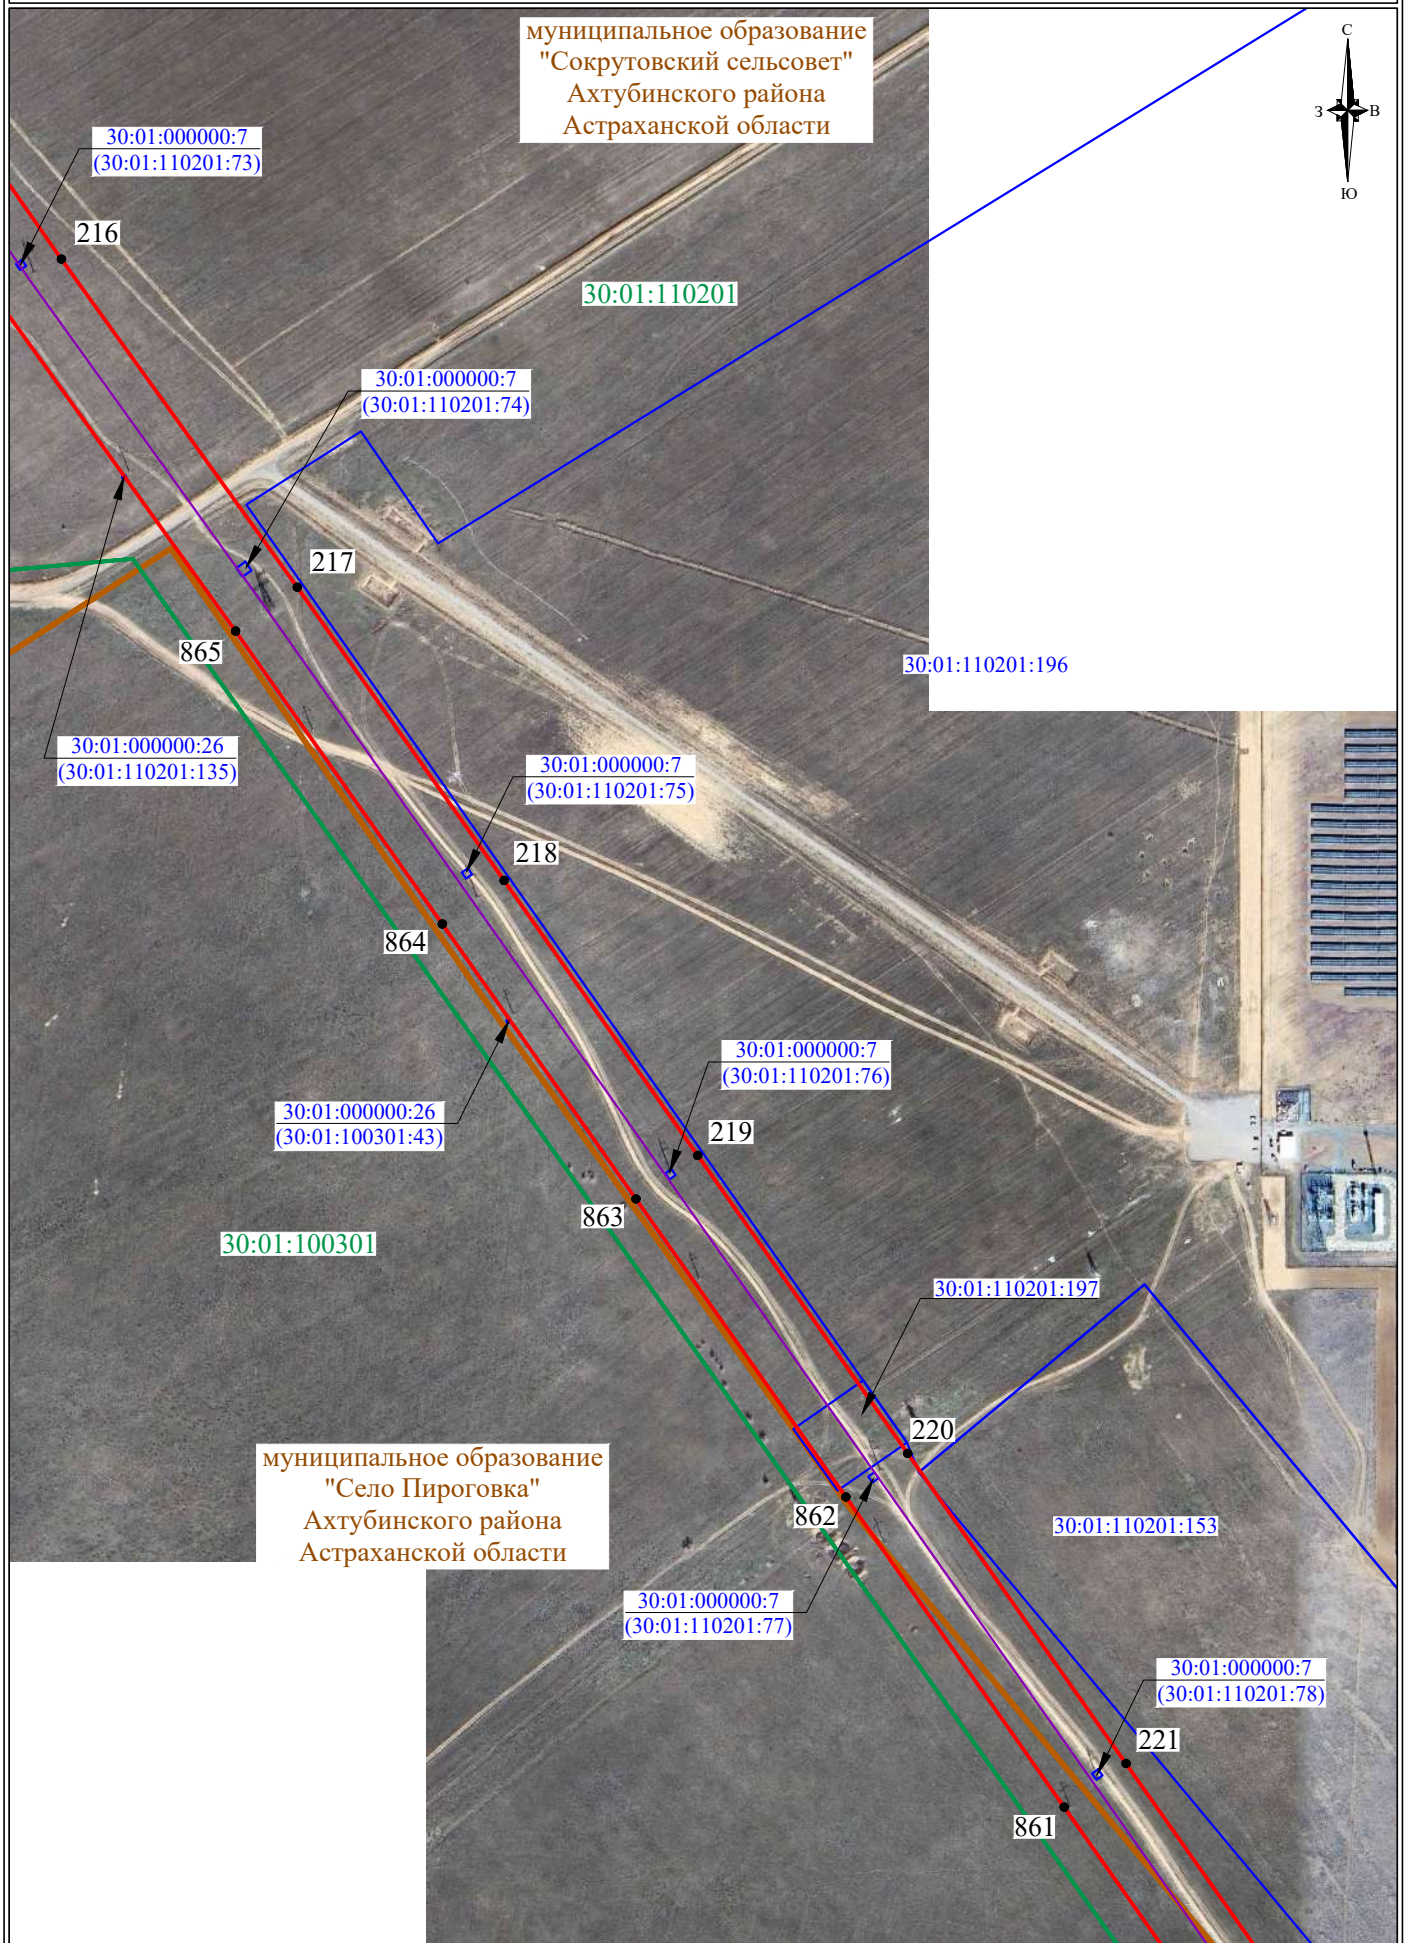 муниципальное образование
"Сокрутовский сельсовет"
Ахтубинского района
Астраханской области
С
З
В
Ю
30:01:000000:7
(30:01:110201:73)
216
30:01:110201
30:01:000000:7
(30:01:110201:74)
217
865
30:01:110201:196
30:01:000000:26
(30:01:110201:135)
30:01:000000:7
(30:01:110201:75)
218
864
30:01:000000:7
(30:01:110201:76)
30:01:000000:26
(30:01:100301:43)
219
863
30:01:100301
30:01:110201:197
220
муниципальное образование
"Село Пироговка"
Ахтубинского района
Астраханской области
862
30:01:110201:153
30:01:000000:7
(30:01:110201:77)
30:01:000000:7
(30:01:110201:78)
221
861